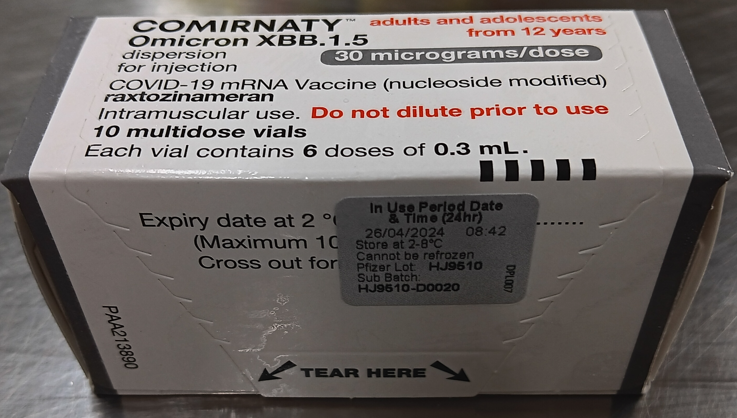 COMIRNATY™
adults and adolescents
from 12 years
Omicron XBB.1.5
dispersion
for injection
30 micrograms/dose
COVID-19 mRNA Vaccine (nucleoside modified)
raxtozinameran
Intramuscular use. Do not dilute prior to use
10 multidose vials
Each vial contains 6 doses of 0.3 mL.
Expiry date at 2 °
(Maximum 10
Cross out for
In Use Period Date
& Time (24hr)
26/04/2024 08:42
Store at 2-8°C
Cannot be refrozen
Pfizer Lot: HJ9610
Sub Batch:
HJ9610-D0020
DPL007
PAA213890
TEAR HERE